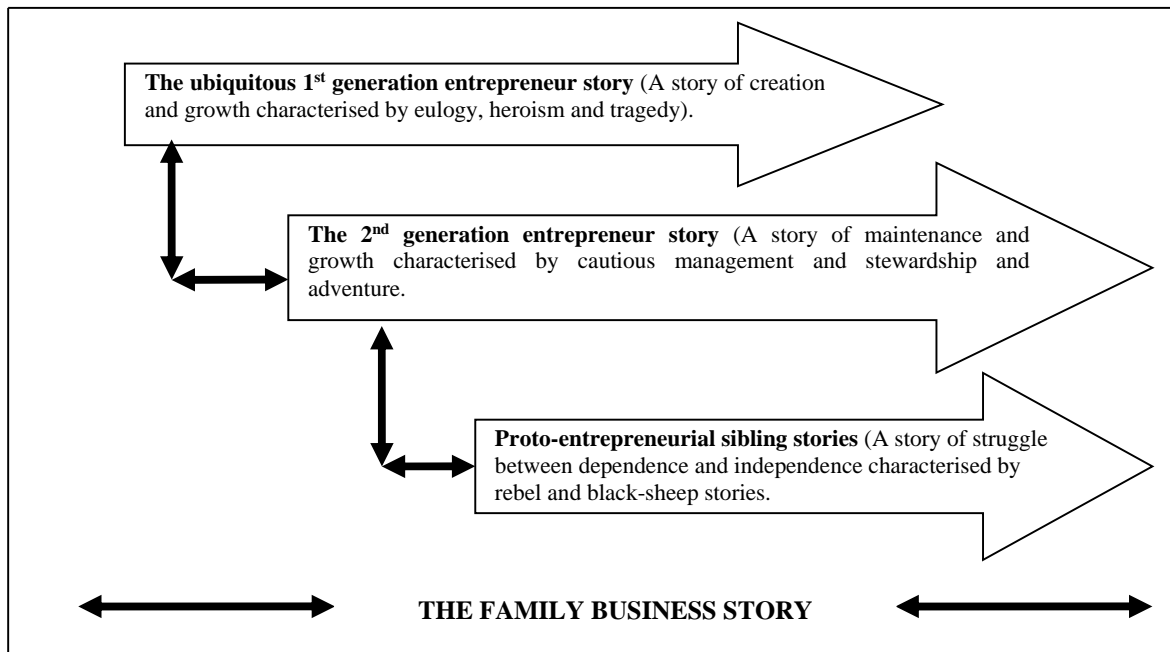 The ubiquitous 1st generation entrepreneur story (A story of creation
and growth characterised by eulogy, heroism and tragedy).
The 2nd generation entrepreneur story (A story of maintenance and
growth characterised by cautious management and stewardship and
adventure.
Proto-entrepreneurial sibling stories (A story of struggle
between dependence and independence characterised by
rebel and black-sheep stories.
THE FAMILY BUSINESS STORY